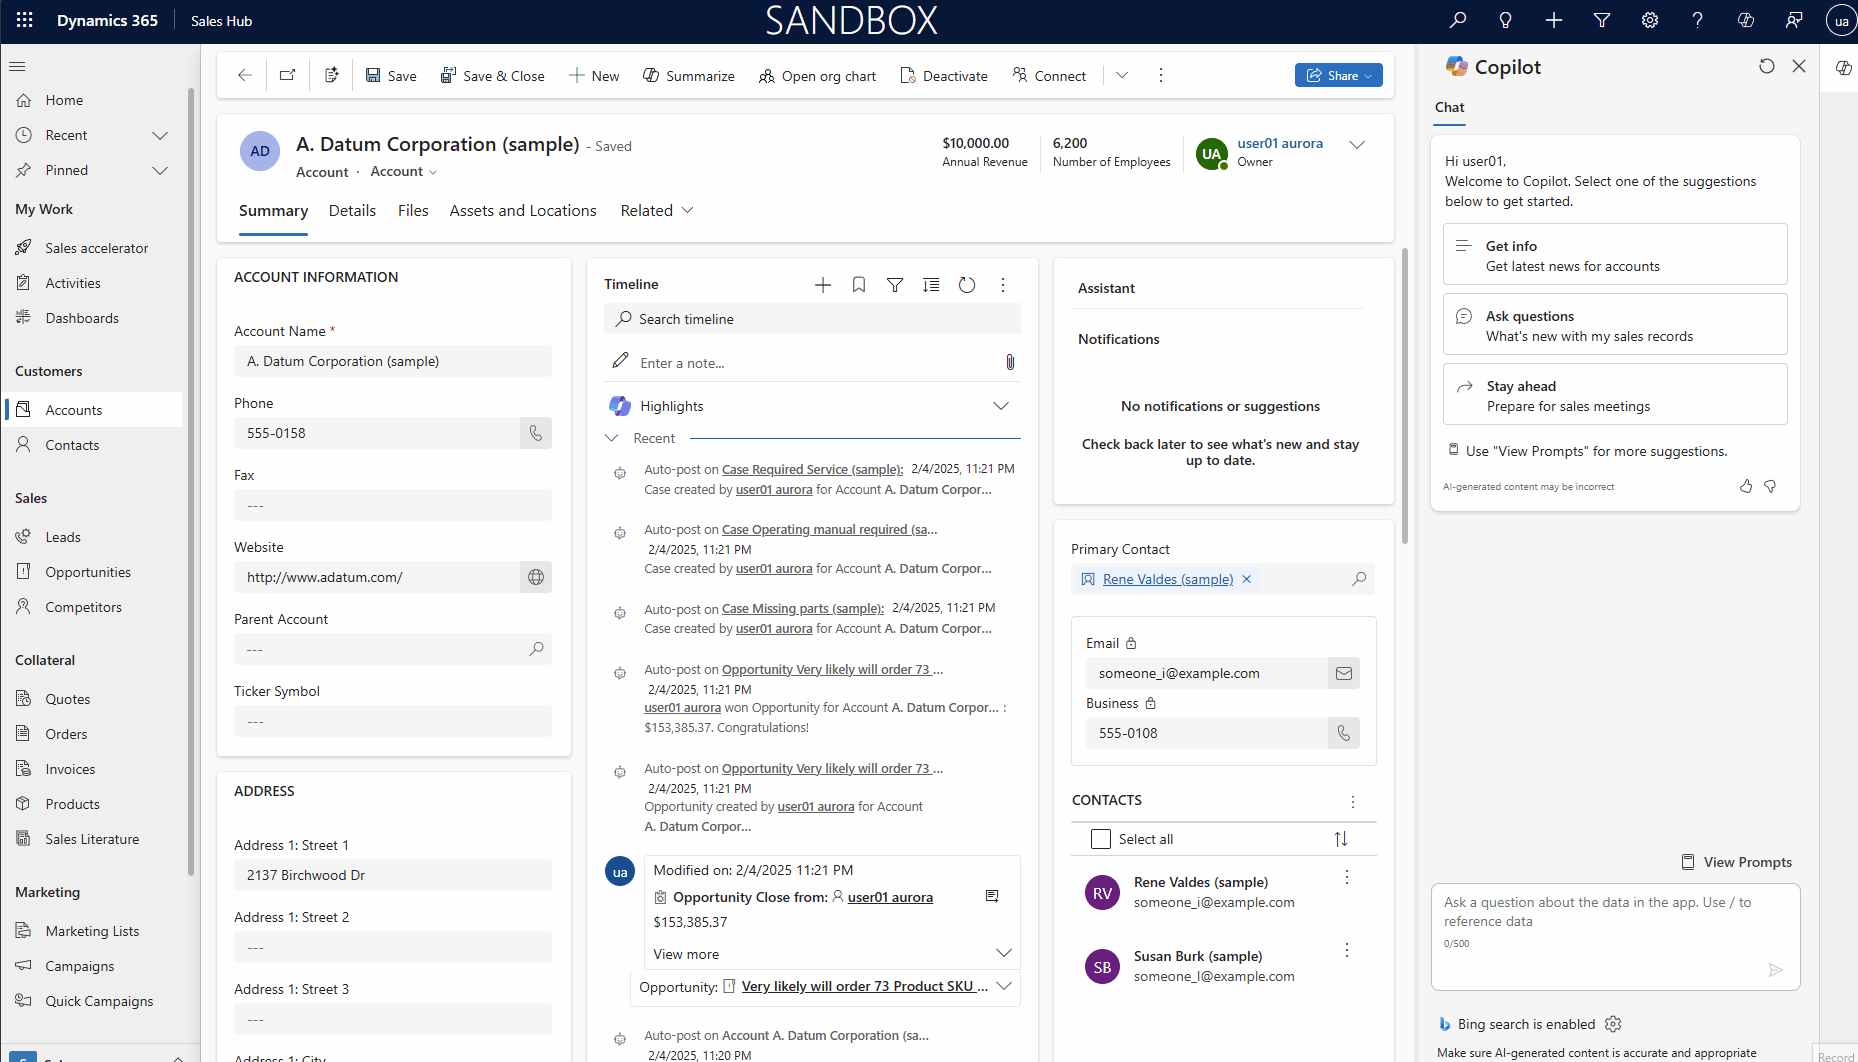 Dynamics 365
Sales Hub
SANDBOX
ua
Home
Recent
Pinned
My Work
Sales accelerator
Activities
Dashboards
Customers
Accounts
Contacts
Sales
Leads
Opportunities
Competitors
Collateral
Quotes
Orders
Invoices
Products
Sales Literature
Marketing
Marketing Lists
Campaigns
Quick Campaigns
Save
Save & Close
New
Summarize
Open org chart
Deactivate
Connect
Share
AD
A. Datum Corporation (sample) - Saved
Account · Account
$10,000.00
Annual Revenue
6,200
Number of Employees
UA
user01 aurora
Owner
Summary
Details
Files
Assets and Locations
Related
ACCOUNT INFORMATION
Account Name *
A. Datum Corporation (sample)
Phone
555-0158
Fax
---
Website
http://www.adatum.com/
Parent Account
---
Ticker Symbol
---
ADDRESS
Address 1: Street 1
2137 Birchwood Dr
Address 1: Street 2
---
Address 1: Street 3
---
Address 1: City
Timeline
Search timeline
Enter a note...
Highlights
Recent
Auto-post on Case Required Service (sample): 2/4/2025, 11:21 PM
Case created by user01 aurora for Account A. Datum Corpor...
Auto-post on Case Operating manual required (sa...
2/4/2025, 11:21 PM
Case created by user01 aurora for Account A. Datum Corpor...
Auto-post on Case Missing parts (sample): 2/4/2025, 11:21 PM
Case created by user01 aurora for Account A. Datum Corpor...
Auto-post on Opportunity Very likely will order 73 ...
2/4/2025, 11:21 PM
user01 aurora won Opportunity for Account A. Datum Corpor... :
$153,385.37. Congratulations!
Auto-post on Opportunity Very likely will order 73 ...
2/4/2025, 11:21 PM
Opportunity created by user01 aurora for Account
A. Datum Corpor...
ua
Modified on: 2/4/2025 11:21 PM
Opportunity Close from: user01 aurora
$153,385.37
View more
Opportunity: Very likely will order 73 Product SKU ...
Auto-post on Account A. Datum Corporation (sa...
2/4/2025, 11:20 PM
Assistant
Notifications
No notifications or suggestions
Check back later to see what's new and stay
up to date.
Primary Contact
Rene Valdes (sample)
Email
someone_i@example.com
Business
555-0108
CONTACTS
Select all
RV
Rene Valdes (sample)
someone_i@example.com
SB
Susan Burk (sample)
someone_l@example.com
Copilot
Chat
Hi user01,
Welcome to Copilot. Select one of the suggestions
below to get started.
Get info
Get latest news for accounts
Ask questions
What's new with my sales records
Stay ahead
Prepare for sales meetings
Use "View Prompts" for more suggestions.
AI-generated content may be incorrect
View Prompts
Ask a question about the data in the app. Use / to
reference data
0/500
Bing search is enabled
Make sure AI-generated content is accurate and appropriate
Record